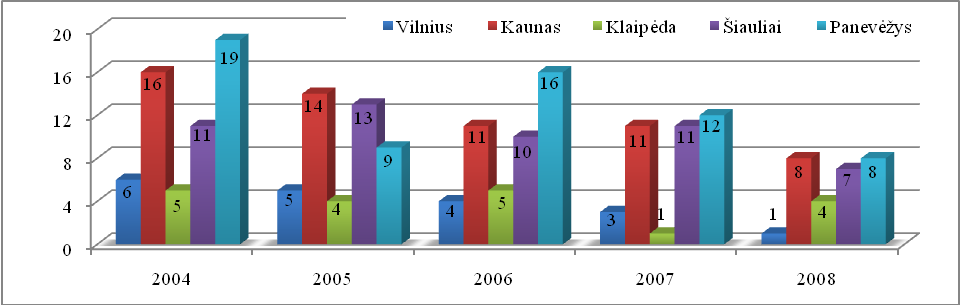 Vilnius Kaunas Klaipėda Šiauliai Panevėžys
20
16
12
8
4
0
6 16 5 11 19
5 14 4 13 9
4 11 5 10 16
3 11 1 11 12
1 8 4 7 8
2004 2005 2006 2007 2008